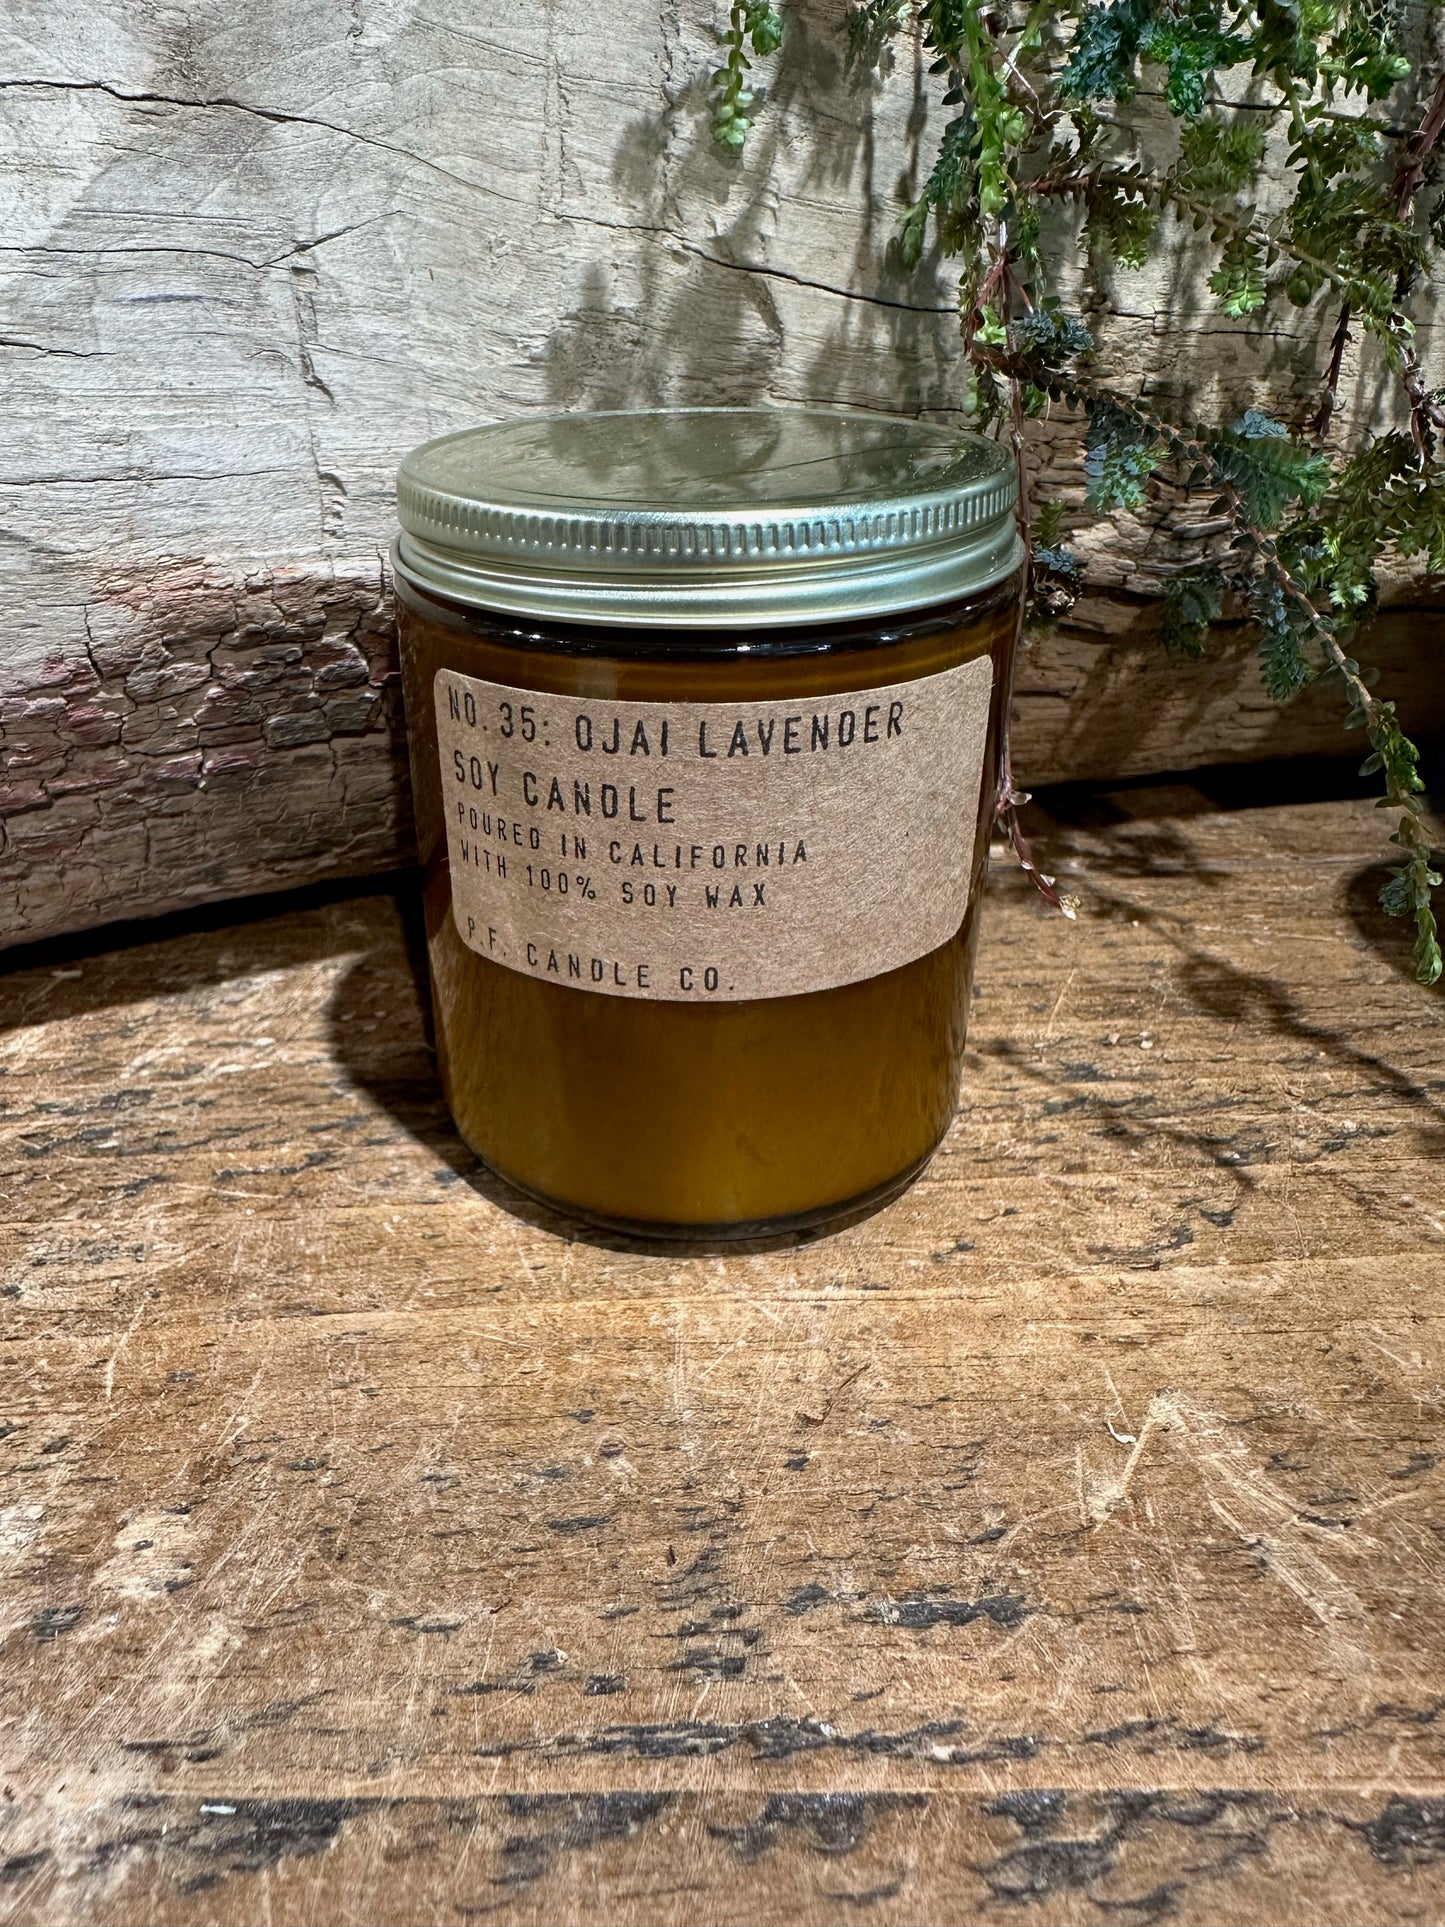 NO. 35: OJAI LAVENDER
SOY CANDLE
POURED IN CALIFORNIA
WITH 100% SOY WAX
P.F. CANDLE CO.